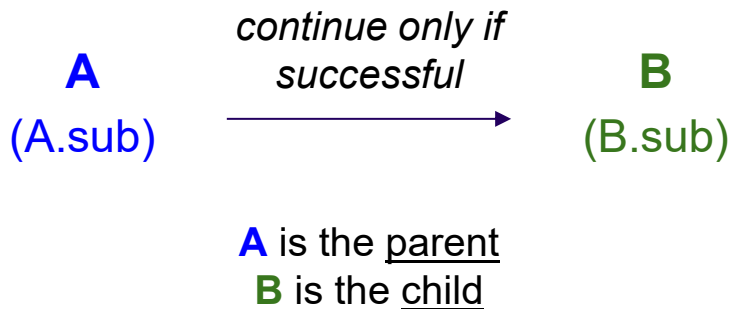 continue only if
successful
A
B
(A.sub)
(B.sub)
A is the parent
B is the child